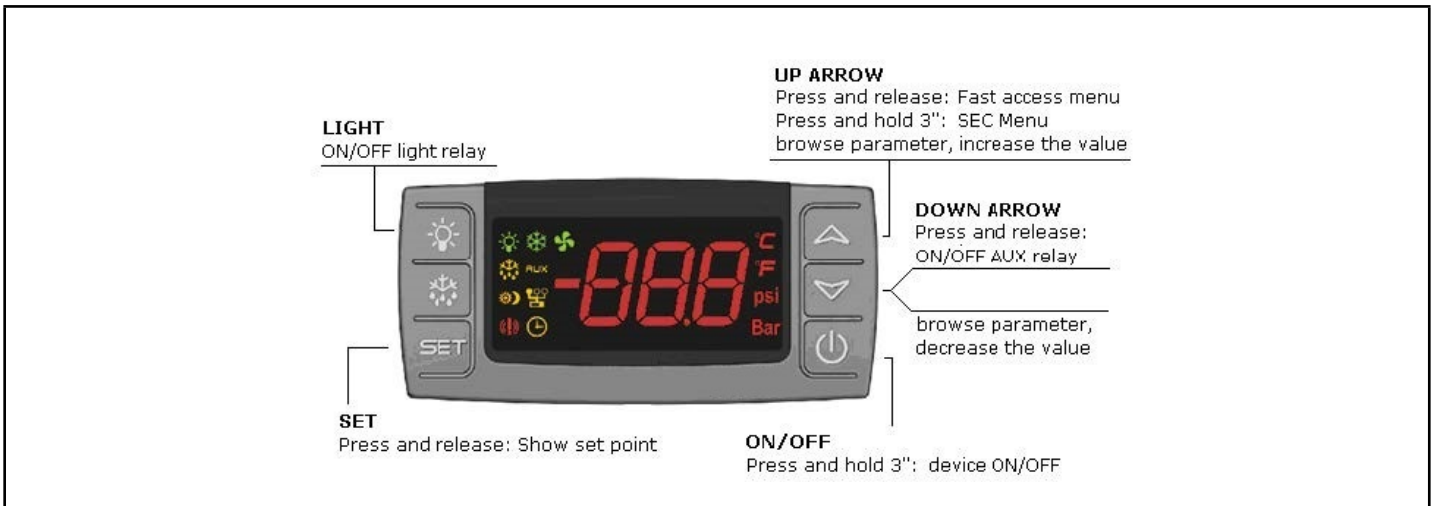 UP ARROW
Press and release: Fast access menu
Press and hold 3": SEC Menu
browse parameter, increase the value
LIGHT
ON/OFF light relay
DOWN ARROW
Press and release:
ON/OFF AUX relay
browse parameter,
decrease the value
AUX
-888
°C
°F
psi
Bar
SET
SET
Press and release: Show set point
ON/OFF
Press and hold 3": device ON/OFF